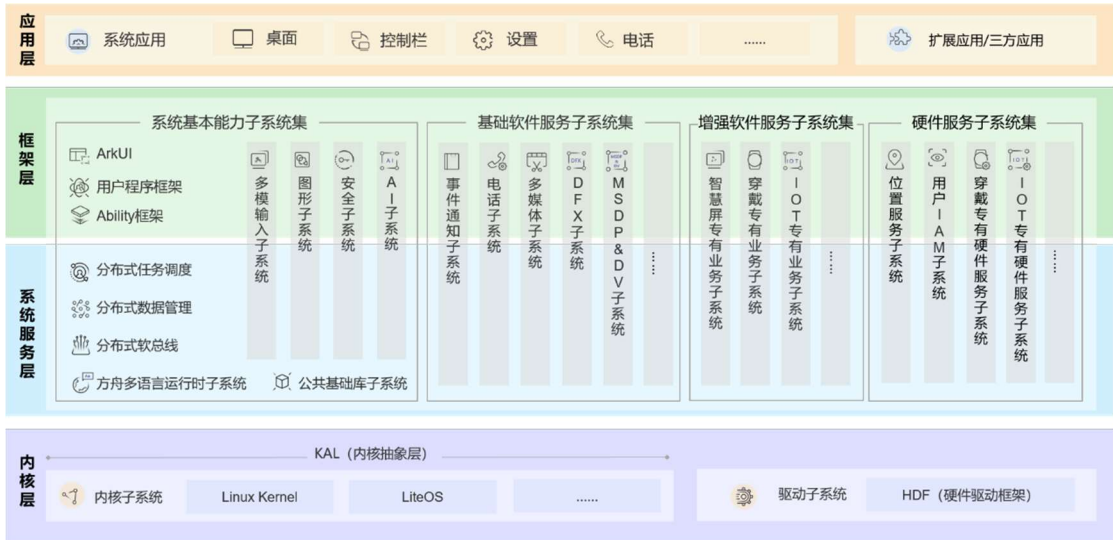 应用层
系统应用
桌面
控制栏
设置
电话
......
扩展应用/三方应用
框架层
系统服务层
系统基本能力子系统集
ArkUI
用户程序框架
Ability框架
分布式任务调度
分布式数据管理
分布式软总线
方舟多语言运行时子系统
公共基础库子系统
多模输入子系统
图形子系统
安全子系统
AI子系统
基础软件服务子系统集
事件通知子系统
电话子系统
多媒体子系统
DFX子系统
MSDP&DV子系统
......
增强软件服务子系统集
智慧屏专有业务子系统
穿戴专有业务子系统
IOT专有业务子系统
......
硬件服务子系统集
位置服务子系统
用户IAM子系统
穿戴专有硬件服务子系统
IOT专有硬件服务子系统
......
内核层
KAL（内核抽象层）
内核子系统
Linux Kernel
LiteOS
......
驱动子系统
HDF（硬件驱动框架）